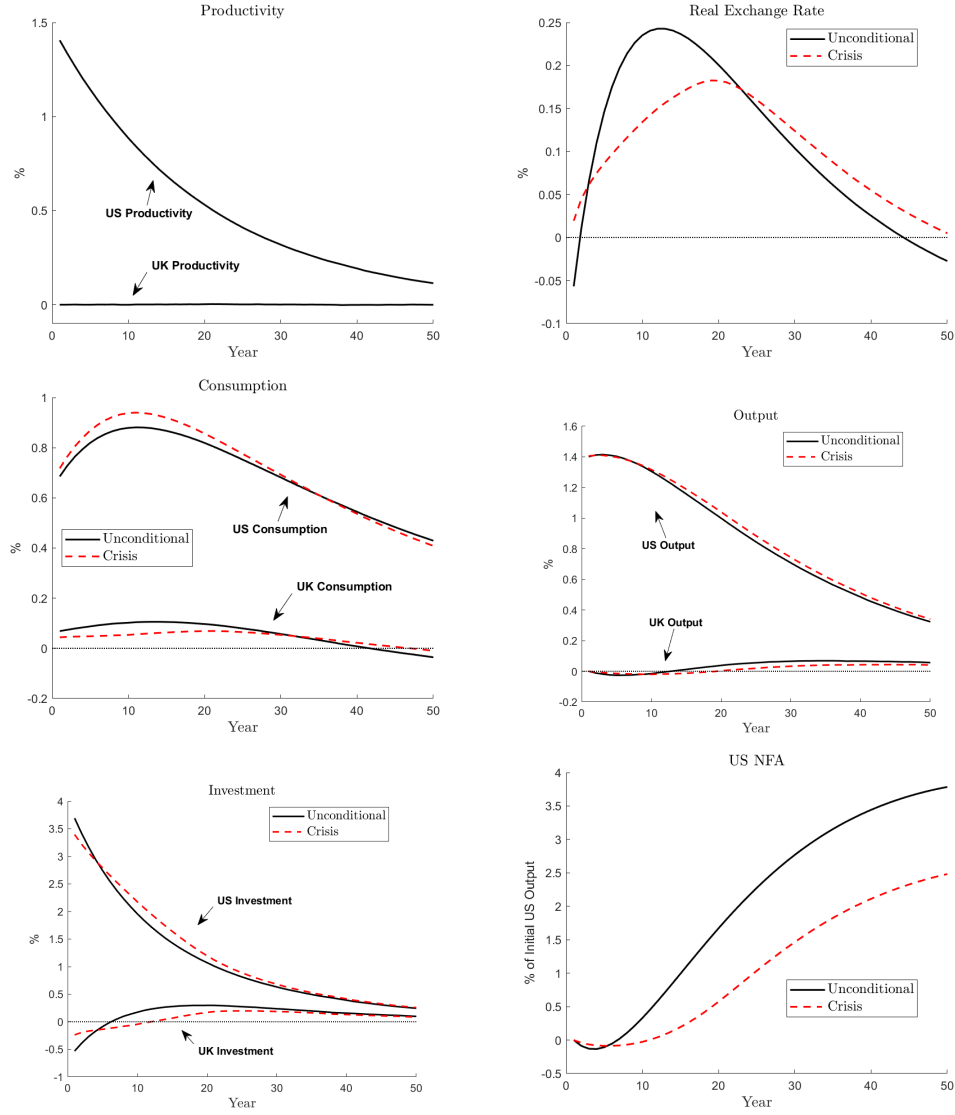 Productivity
1.5
1
0.5
0
%
US Productivity
UK Productivity
0 10 20 30 40 50
Year
Real Exchange Rate
0.25
0.2
0.15
0.1
0.05
0
-0.05
-0.1
%
Unconditional
Crisis
0 10 20 30 40 50
Year
Consumption
1
0.8
0.6
0.4
0.2
0
-0.2
%
US Consumption
Unconditional
Crisis
UK Consumption
0 10 20 30 40 50
Year
Output
1.6
1.4
1.2
1
0.8
0.6
0.4
0.2
0
-0.2
%
Unconditional
Crisis
US Output
UK Output
0 10 20 30 40 50
Year
Investment
4
3.5
3
2.5
2
1.5
1
0.5
0
-0.5
-1
%
Unconditional
Crisis
US Investment
UK Investment
0 10 20 30 40 50
Year
US NFA
4
3.5
3
2.5
2
1.5
1
0.5
0
-0.5
% of Initial US Output
Unconditional
Crisis
0 10 20 30 40 50
Year